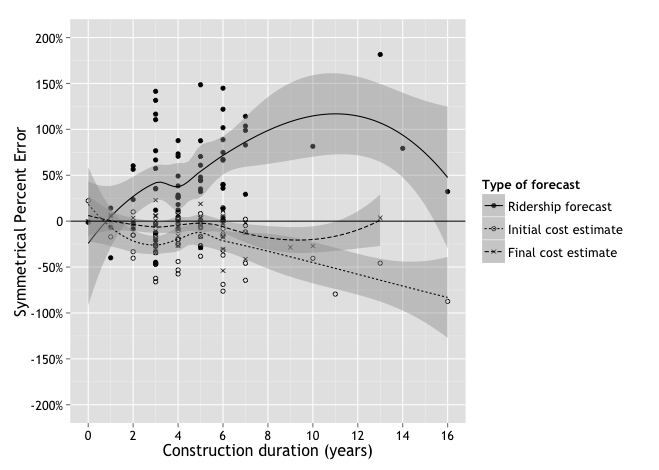 200%
150%
100%
50%
0
-50%
-100%
-150%
-200%
Symmetrical Percent Error
0 2 4 6 8 10 12 14 16
Construction duration (years)
Type of forecast
Ridership forecast
Initial cost estimate
Final cost estimate